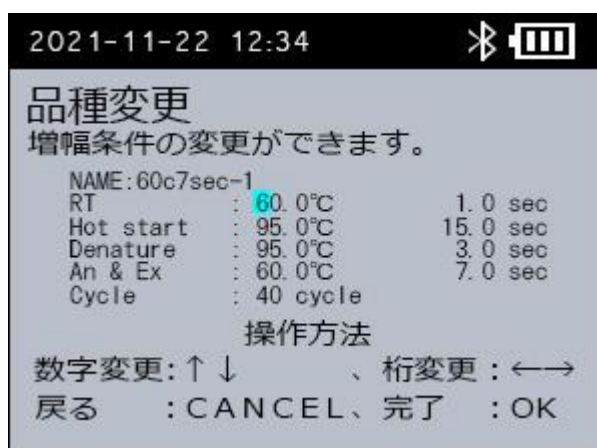 2021-11-22 12:34
品種変更
増幅条件の変更ができます。
NAME:60c7sec-1
RT : 60.0℃ 1.0 sec
Hot start : 95.0℃ 15.0 sec
Denature : 95.0℃ 3.0 sec
An & Ex : 60.0℃ 7.0 sec
Cycle : 40 cycle
操作方法
数字変更:↑↓ 、桁変更:←→
戻る :CANCEL、完了 :OK